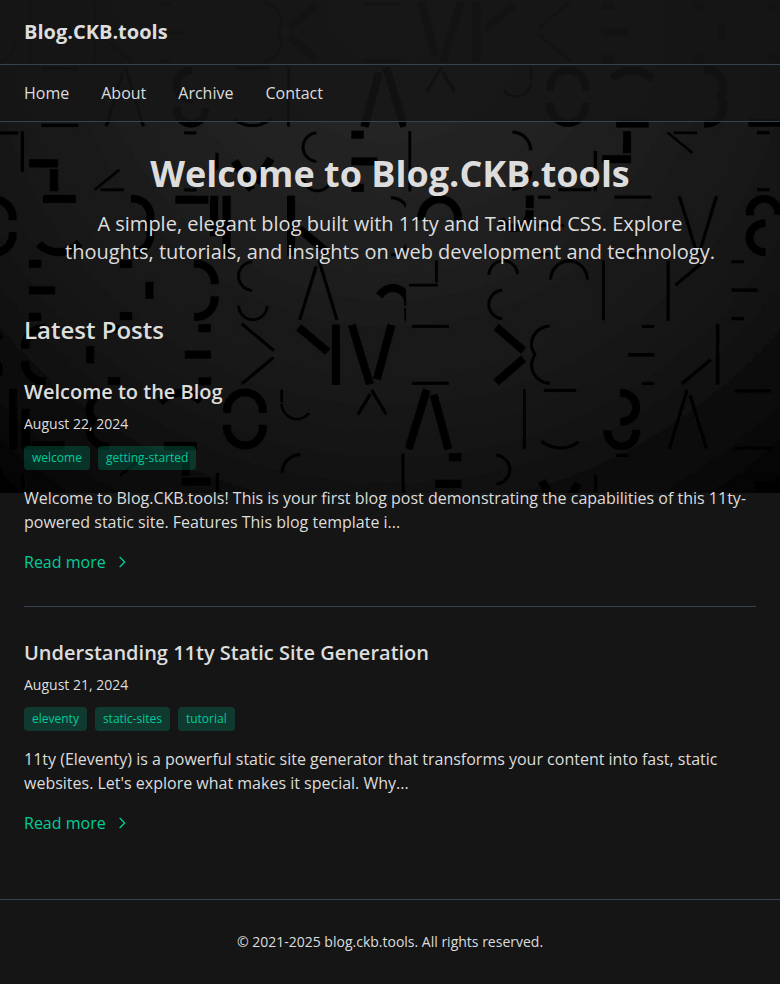 Blog.CKB.tools
Home About Archive Contact
Welcome to Blog.CKB.tools
A simple, elegant blog built with 11ty and Tailwind CSS. Explore
thoughts, tutorials, and insights on web development and technology.
Latest Posts
Welcome to the Blog
August 22, 2024
welcome getting-started
Welcome to Blog.CKB.tools! This is your first blog post demonstrating the capabilities of this 11ty-
powered static site. Features This blog template i...
Read more
Understanding 11ty Static Site Generation
August 21, 2024
eleventy static-sites tutorial
11ty (Eleventy) is a powerful static site generator that transforms your content into fast, static
websites. Let's explore what makes it special. Why...
Read more
© 2021-2025 blog.ckb.tools. All rights reserved.